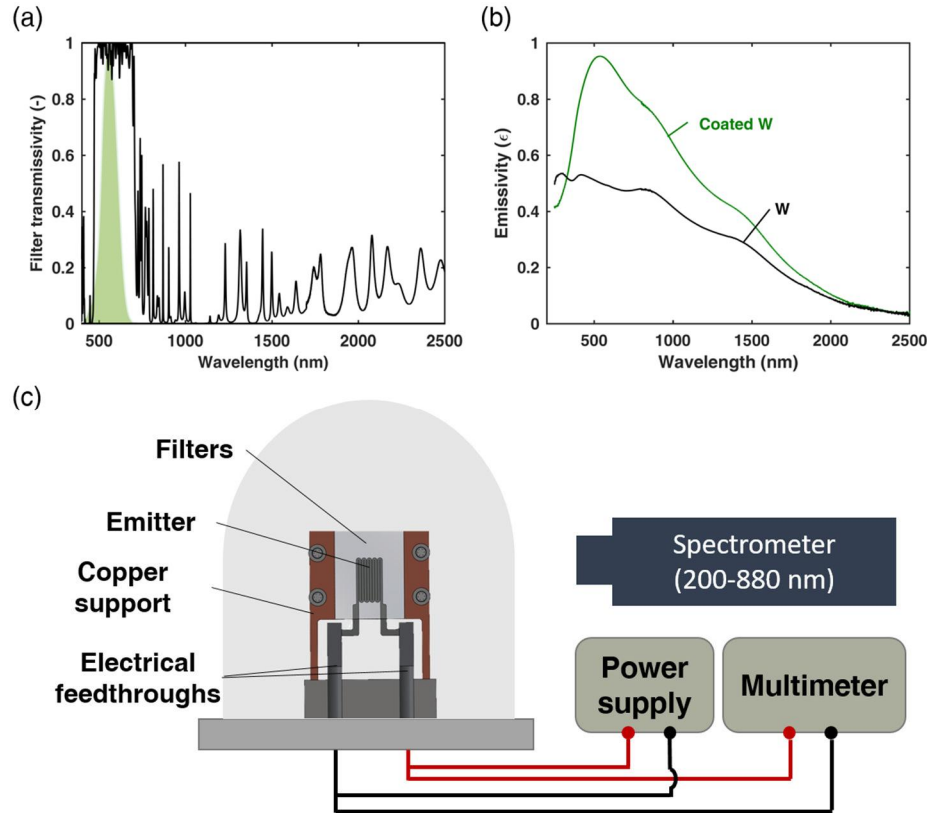 (a)
Filter transmissivity (-)
1
0.8
0.6
0.4
0.2
0
500 1000 1500 2000 2500
Wavelength (nm)
(b)
Emissivity (ϵ)
1
0.8
0.6
0.4
0.2
0
Coated W
W
500 1000 1500 2000 2500
Wavelength (nm)
(c)
Filters
Emitter
Copper
support
Electrical
feedthroughs
Spectrometer
(200-880 nm)
Power
supply
Multimeter